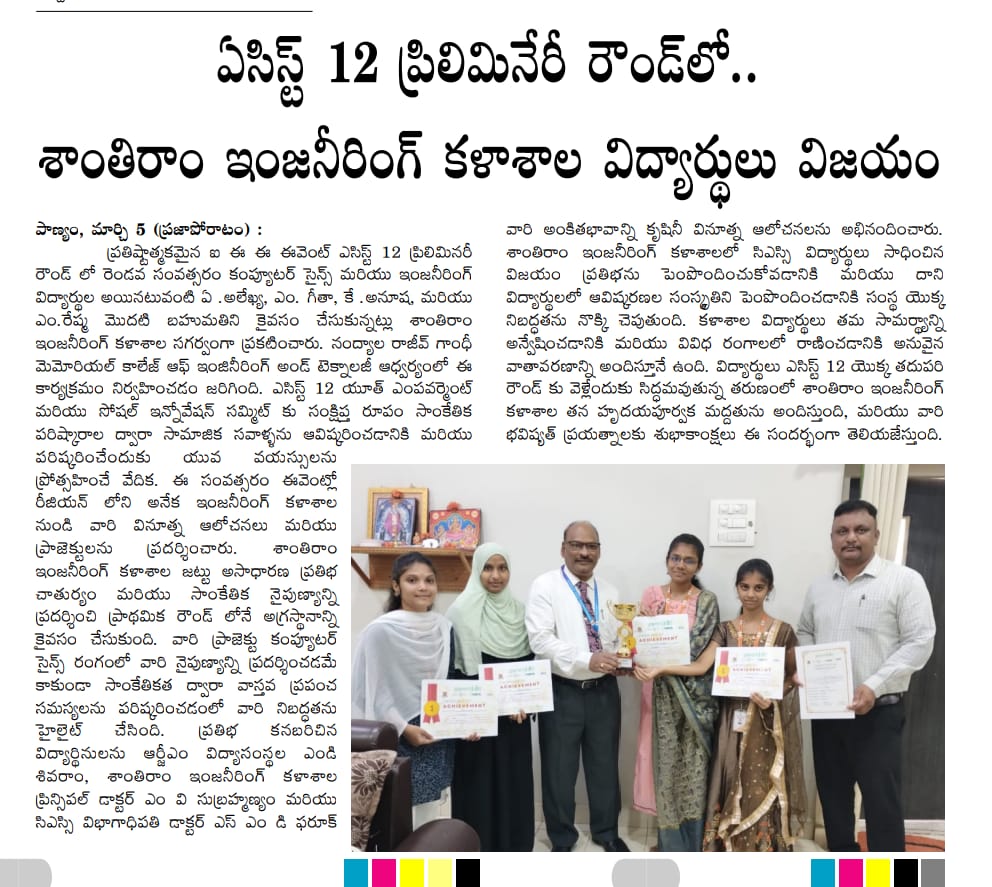 ఏసిస్ట్ 12 ప్రిలిమినేరీ రౌండ్‌లో..
శాంతిరాం ఇంజనీరింగ్ కళాశాల విద్యార్థులు విజయం
పాణ్యం, మార్చి 5 (ప్రజాపోరాటం) :
ప్రతిష్టాత్మకమైన ఐ ఈ ఈ ఈవెంట్ ఎసిస్ట్ 12 ప్రిలిమినరీ
రౌండ్ లో రెండవ సంవత్సరం కంప్యూటర్ సైన్స్ మరియు ఇంజనీరింగ్
విద్యార్థుల అయినటువంటి ఏ .అలేఖ్య, ఎం. గీతా, కే .అనూష, మరియు
ఎం.రేష్మ మొదటి బహుమతిని కైవసం చేసుకున్నట్లు శాంతిరాం
ఇంజనీరింగ్ కళాశాల సగర్వంగా ప్రకటించారు. నంద్యాల రాజీవ్ గాంధీ
మెమోరియల్ కాలేజ్ ఆఫ్ ఇంజినీరింగ్ అండ్ టెక్నాలజీ ఆధ్వర్యంలో ఈ
కార్యక్రమం నిర్వహించడం జరిగింది. ఎసిస్ట్ 12 యూత్ ఎంపవర్మెంట్
మరియు సోషల్ ఇన్నోవేషన్ సమ్మిట్ కు సంక్షిప్త రూపం సాంకేతిక
పరిష్కారాల ద్వారా సామాజిక సవాళ్ళను ఆవిష్కరించడానికి మరియు
పరిష్కరించేందుకు యువ వయస్సులను
ప్రోత్సహించే వేదిక. ఈ సంవత్సరం ఈవెంట్లో
రీజియన్ లోని అనేక ఇంజనీరింగ్ కళాశాల
నుండి వారి వినూత్న ఆలోచనలు మరియు
ప్రాజెక్టులను ప్రదర్శించారు. శాంతిరాం
ఇంజనీరింగ్ కళాశాల జట్టు అసాధారణ ప్రతిభ
చాతుర్యం మరియు సాంకేతిక నైపుణ్యాన్ని
ప్రదర్శించి ప్రాథమిక రౌండ్ లోనే అగ్రస్థానాన్ని
కైవసం చేసుకుంది. వారి ప్రాజెక్టు కంప్యూటర్
సైన్స్ రంగంలో వారి నైపుణ్యాన్ని ప్రదర్శించడమే
కాకుండా సాంకేతికత ద్వారా వాస్తవ ప్రపంచ
సమస్యలను పరిష్కరించడంలో వారి నిబద్ధతను
హైలైట్ చేసింది. ప్రతిభ కనబరిచిన
విద్యార్థినులను ఆర్జీఎం విద్యాసంస్థల ఎండి
శివరాం, శాంతిరాం ఇంజనీరింగ్ కళాశాల
ప్రిన్సిపల్ డాక్టర్ ఎం వి సుబ్రహ్మణ్యం మరియు
సిఎస్సి విభాగాధిపతి డాక్టర్ ఎస్ ఎం డి ఫరూక్
వారి అంకితభావాన్ని కృషినీ వినూత్న ఆలోచనలను అభినందించారు.
శాంతిరాం ఇంజనీరింగ్ కళాశాలలో సిఎస్సి విద్యార్థులు సాధించిన
విజయం ప్రతిభను పెంపొందించుకోవడానికి మరియు దాని
విద్యార్థులలో ఆవిష్కరణల సంస్కృతిని పెంపొందించడానికి సంస్థ యొక్క
నిబద్ధతను నొక్కి చెపుతుంది. కళాశాల విద్యార్థులు తమ సామర్థ్యాన్ని
అన్వేషించడానికి మరియు వివిధ రంగాలలో రాణించడానికి అనువైన
వాతావరణాన్ని అందిస్తూనే ఉంది. విద్యార్థులు ఎసిస్ట్ 12 యొక్క తదుపరి
రౌండ్ కు వెళ్లేందుకు సిద్ధమవుతున్న తరుణంలో శాంతిరాం ఇంజనీరింగ్
కళాశాల తన హృదయపూర్వక మద్దతును అందిస్తుంది, మరియు వారి
భవిష్యత్ ప్రయత్నాలకు శుభాకాంక్షలు ఈ సందర్భంగా తెలియజేస్తుంది.
ACHIEVEMENT
ACHIEVEMENT
ACHIEVEMENT